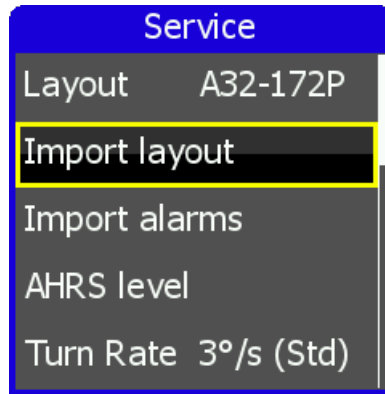 Service
Layout A32-172P
Import layout
Import alarms
AHRS level
Turn Rate 3°/s (Std)